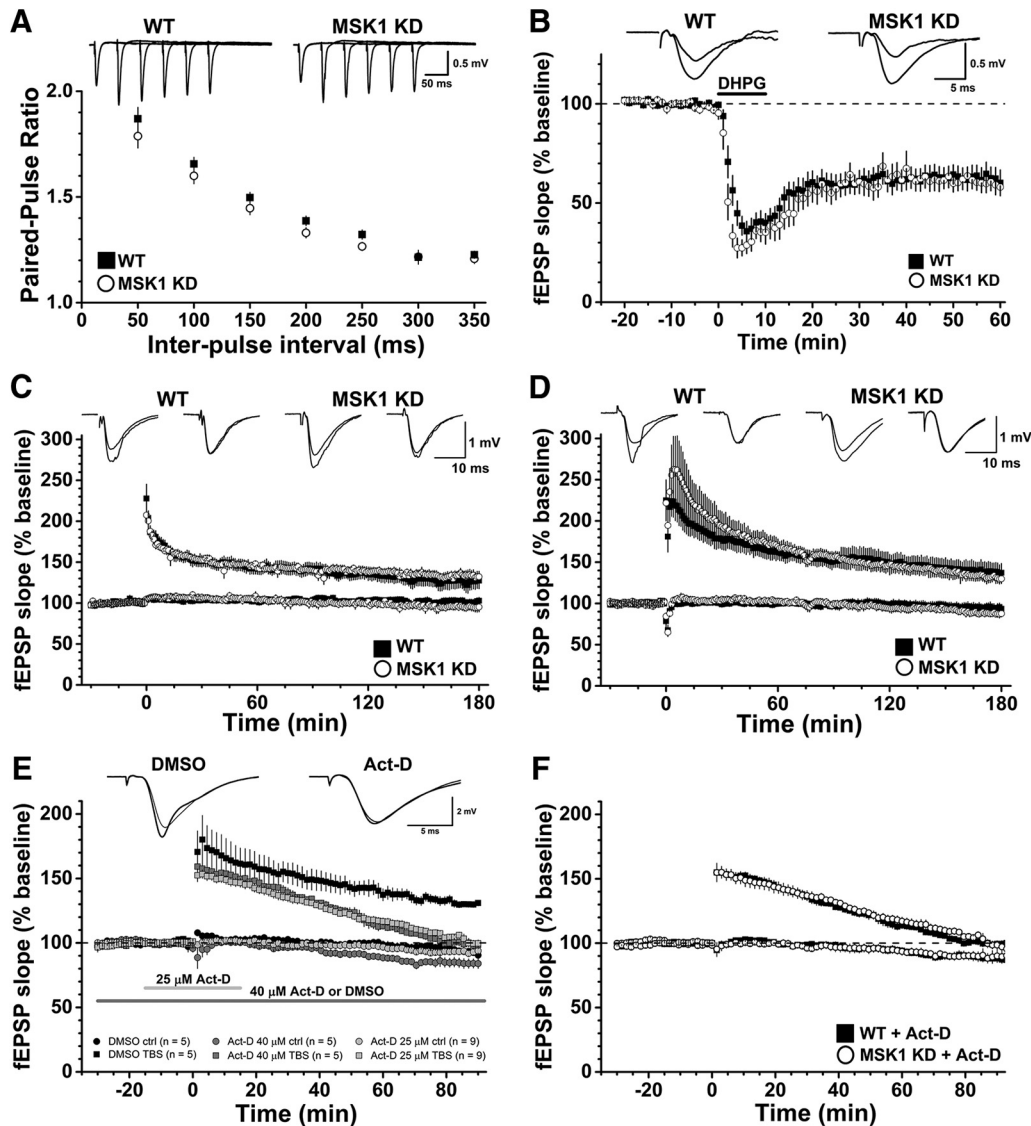 A
WT
MSK1 KD
0.5 mV
50 ms
2.0
1.8
1.6
1.4
1.2
1.0
Paired-Pulse Ratio
WT
MSK1 KD
0 50 100 150 200 250 300 350
Inter-pulse interval (ms)
B
WT
MSK1 KD
0.5 mV
5 ms
DHPG
100
50
0
fEPSP slope (% baseline)
WT
MSK1 KD
-20 -10 0 10 20 30 40 50 60
Time (min)
C
WT
MSK1 KD
1 mV
10 ms
300
250
200
150
100
50
0
fEPSP slope (% baseline)
WT
MSK1 KD
0 60 120 180
Time (min)
D
WT
MSK1 KD
1 mV
10 ms
300
250
200
150
100
50
0
fEPSP slope (% baseline)
WT
MSK1 KD
0 60 120 180
Time (min)
E
DMSO
Act-D
2 mV
5 ms
200
150
100
50
0
fEPSP slope (% baseline)
25 µM Act-D
40 µM Act-D or DMSO
DMSO ctrl (n = 5) Act-D 40 µM ctrl (n = 5) Act-D 25 µM ctrl (n = 9)
DMSO TBS (n = 5) Act-D 40 µM TBS (n = 5) Act-D 25 µM TBS (n = 9)
-20 0 20 40 60 80
Time (min)
F
200
150
100
50
0
fEPSP slope (% baseline)
WT + Act-D
MSK1 KD + Act-D
-20 0 20 40 60 80
Time (min)